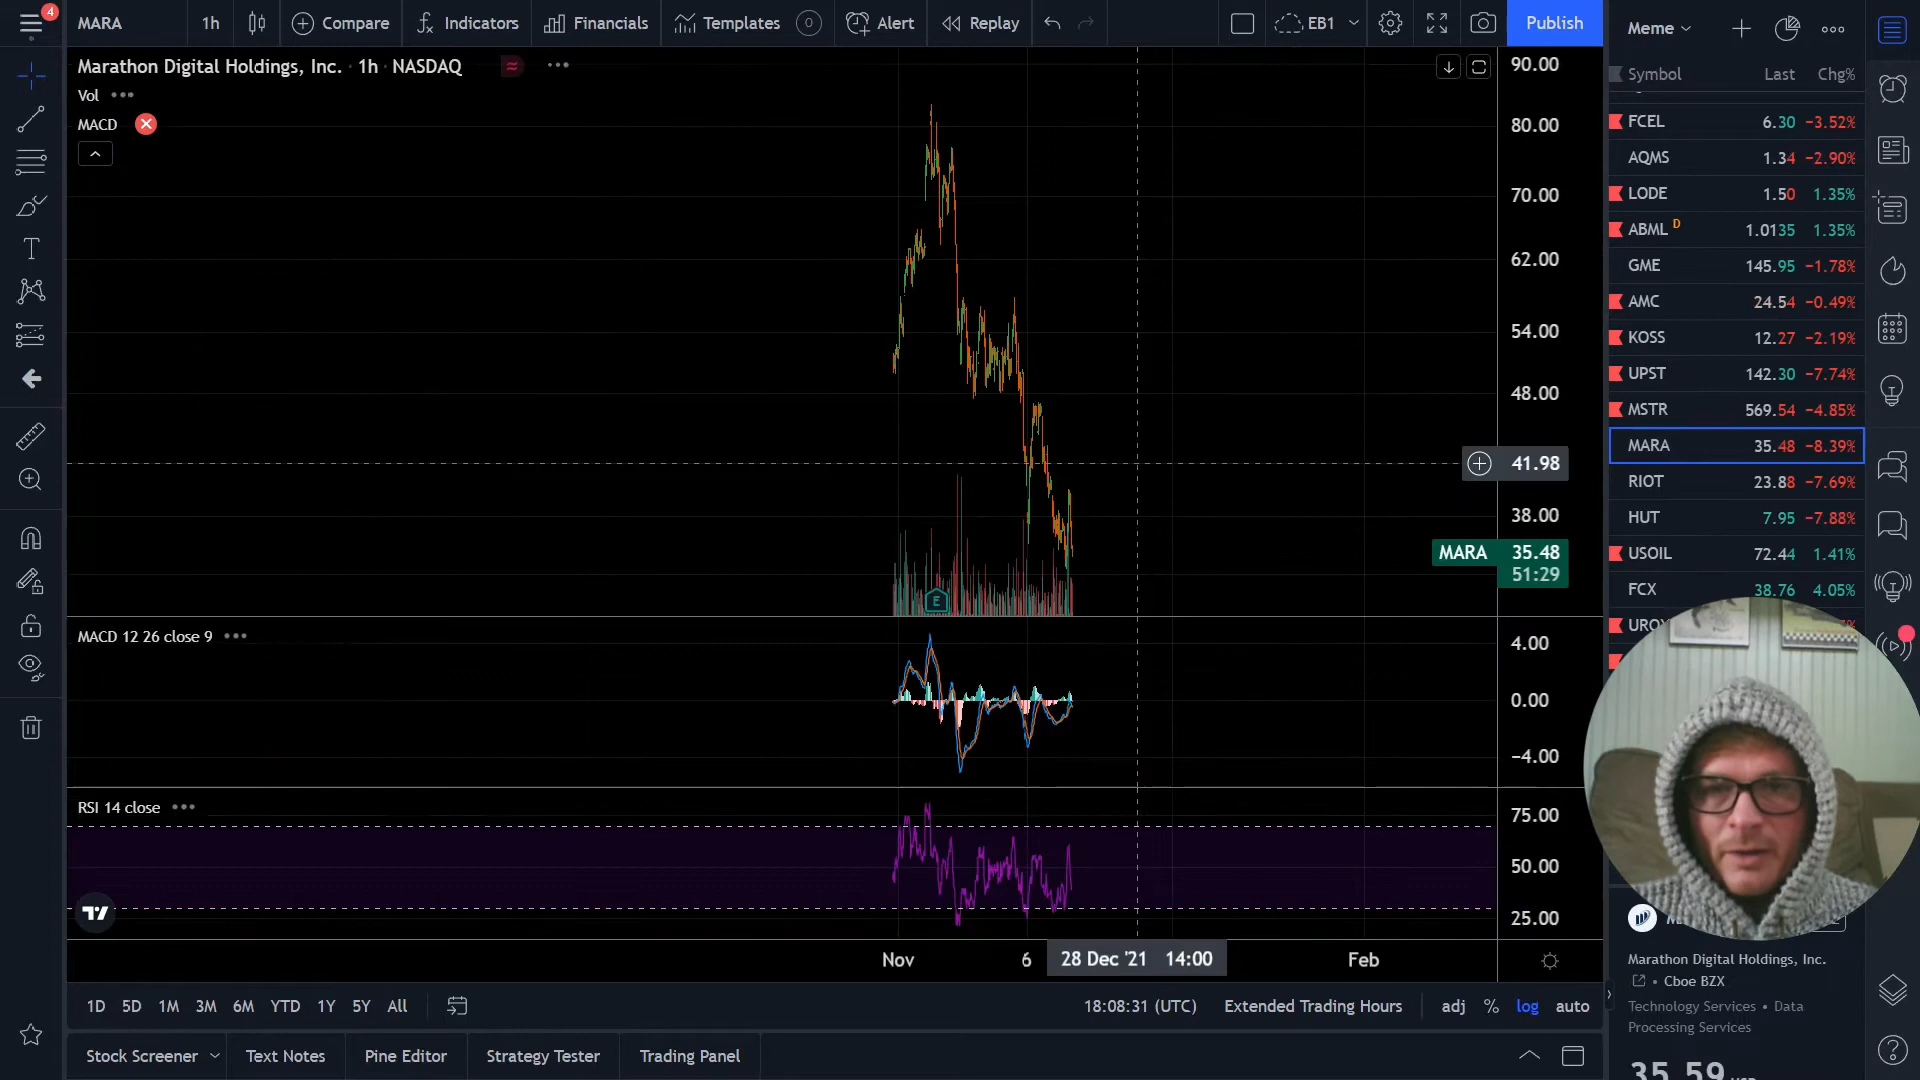 4
MARA
1h
Compare
Indicators
Financials
Templates
0
Alert
Replay
EB1
Publish
Meme
Marathon Digital Holdings, Inc. · 1h · NASDAQ
Vol
MACD
Symbol Last Chg%
FCEL 6.30 −3.52%
AQMS 1.34 −2.90%
LODE 1.50 1.35%
ABML D 1.0135 1.35%
GME 145.95 −1.78%
AMC 24.54 −0.49%
KOSS 12.27 −2.19%
UPST 142.30 −7.74%
MSTR 569.54 −4.85%
MARA 35.48 −8.39%
RIOT 23.88 −7.69%
HUT 7.95 −7.88%
USOIL 72.44 1.41%
FCX 38.76 4.05%
90.00
80.00
70.00
62.00
54.00
48.00
41.98
38.00
MARA 35.48
51:29
E
MACD 12 26 close 9
4.00
0.00
−4.00
RSI 14 close
75.00
50.00
25.00
Nov 6 28 Dec '21 14:00 Feb
1D 5D 1M 3M 6M YTD 1Y 5Y All
18:08:31 (UTC) Extended Trading Hours adj % log auto
Stock Screener Text Notes Pine Editor Strategy Tester Trading Panel
Marathon Digital Holdings, Inc.
• Cboe BZX
Technology Services • Data
Processing Services
35.59